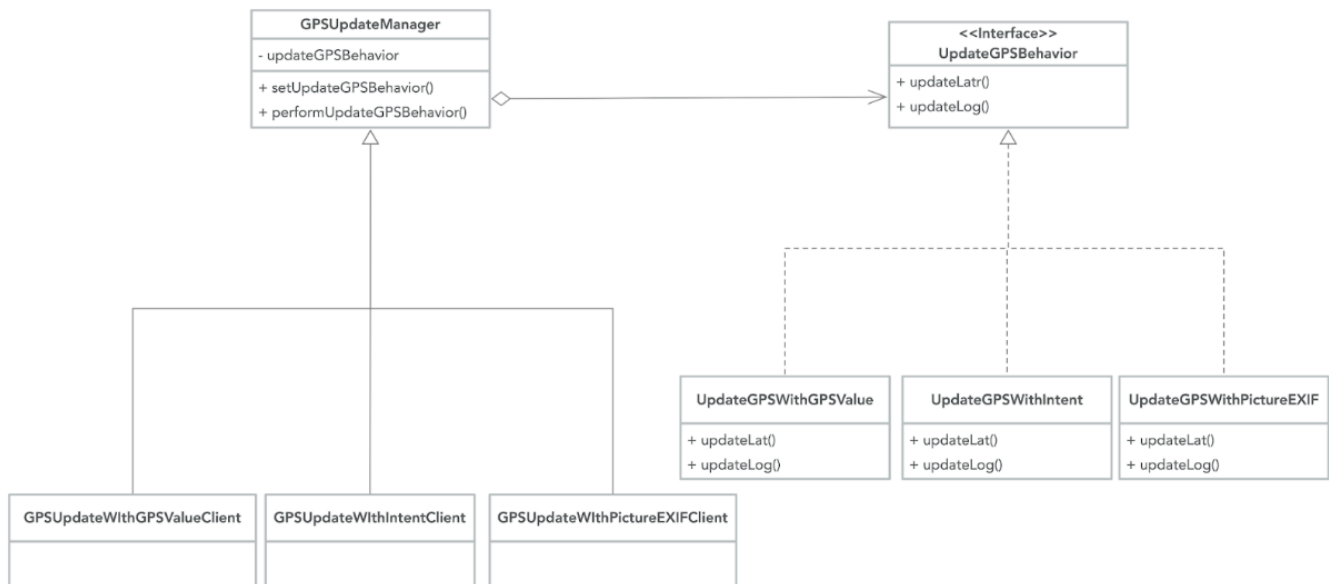 GPSUpdateManager
- updateGPSBehavior
+ setUpdateGPSBehavior()
+ performUpdateGPSBehavior()
<<Interface>>
UpdateGPSBehavior
+ updateLatr()
+ updateLog()
UpdateGPSWithGPSValue
+ updateLat()
+ updateLog()
UpdateGPSWithIntent
+ updateLat()
+ updateLog()
UpdateGPSWithPictureEXIF
+ updateLat()
+ updateLog()
GPSUpdateWIthGPSValueClient
GPSUpdateWIthIntentClient
GPSUpdateWIthPictureEXIFClient